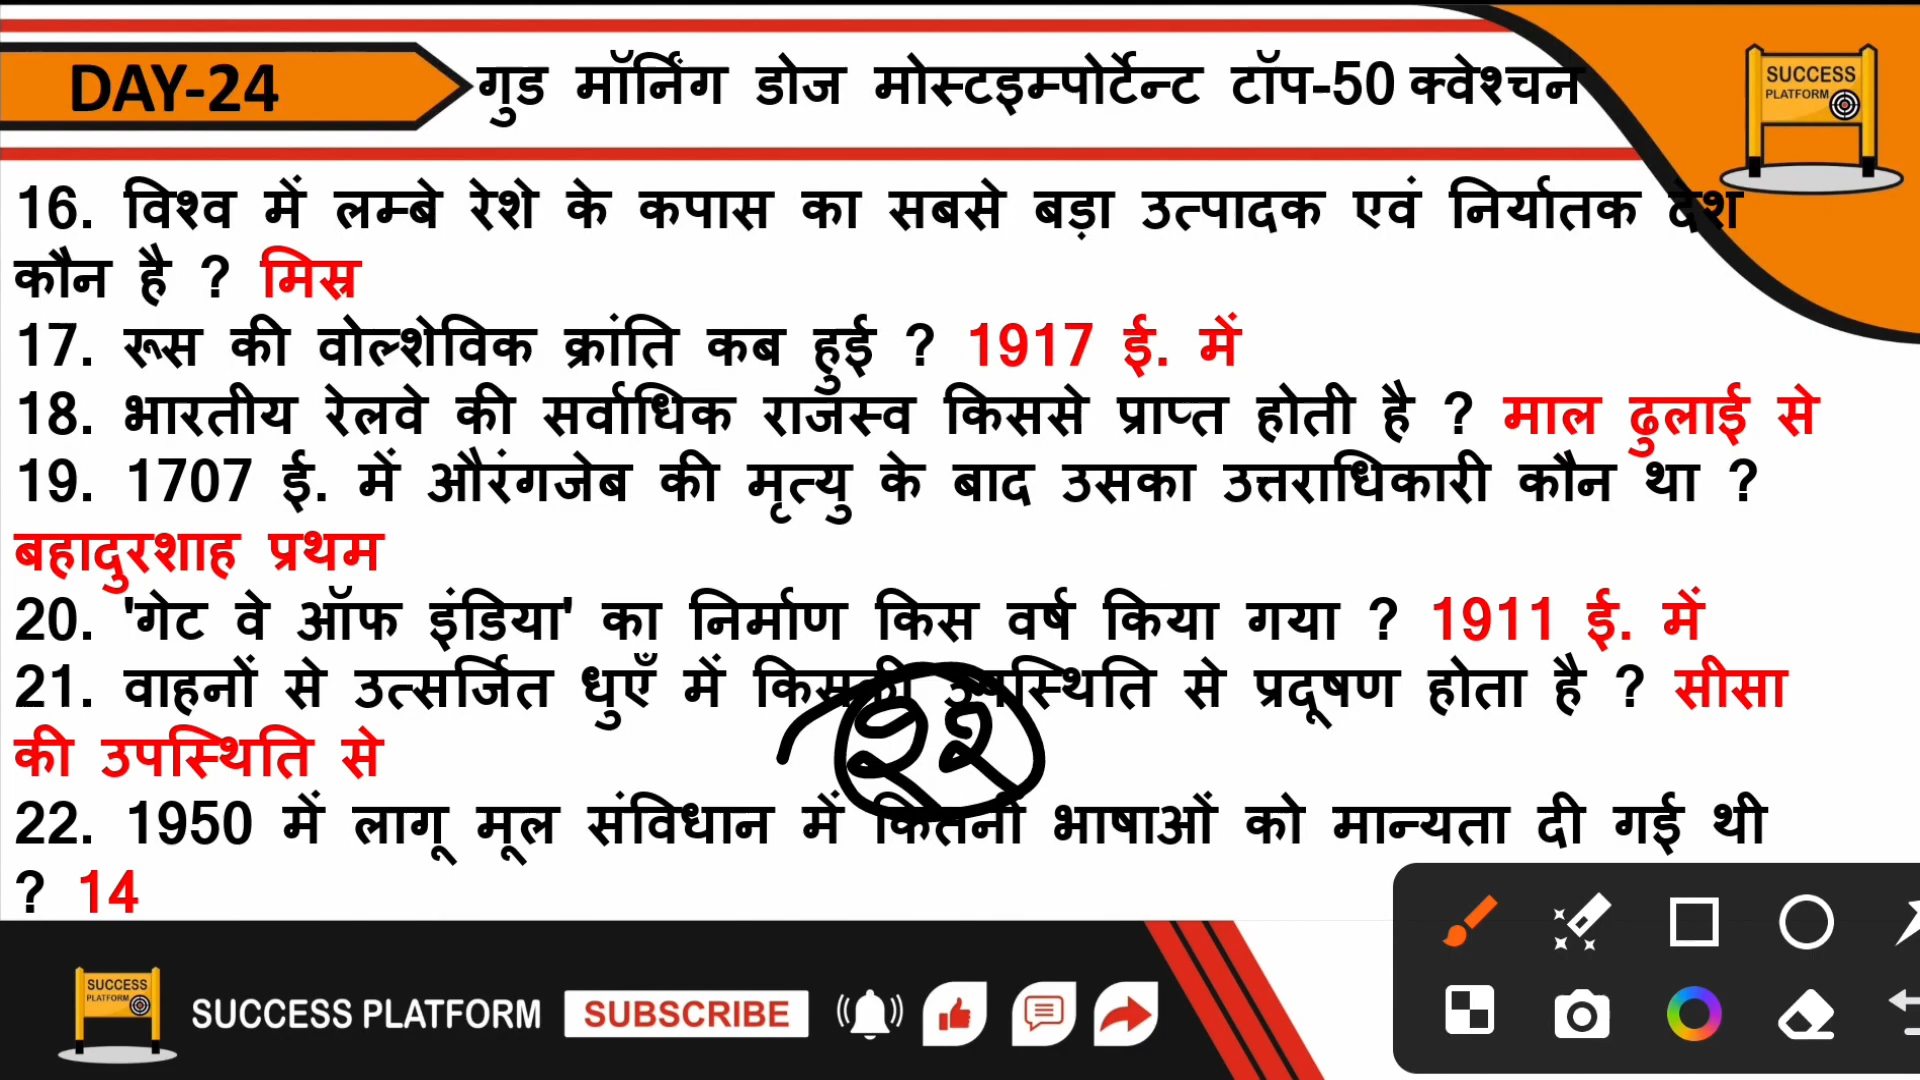 DAY-24
गुड मॉर्निंग डोज मोस्टइम्पोर्टेन्ट टॉप-50 क्वेश्चन
SUCCESS
PLATFORM
16. विश्व में लम्बे रेशे के कपास का सबसे बड़ा उत्पादक एवं निर्यातक देश
कौन है ? मिस्र
17. रूस की वोल्शेविक क्रांति कब हुई ? 1917 ई. में
18. भारतीय रेलवे की सर्वाधिक राजस्व किससे प्राप्त होती है ? माल ढुलाई से
19. 1707 ई. में औरंगजेब की मृत्यु के बाद उसका उत्तराधिकारी कौन था ?
बहादुरशाह प्रथम
20. 'गेट वे ऑफ इंडिया' का निर्माण किस वर्ष किया गया ? 1911 ई. में
21. वाहनों से उत्सर्जित धुएँ में किसकी उपस्थिति से प्रदूषण होता है ? सीसा
की उपस्थिति से
22
22. 1950 में लागू मूल संविधान में कितनी भाषाओं को मान्यता दी गई थी
? 14
SUCCESS
PLATFORM
SUCCESS PLATFORM SUBSCRIBE